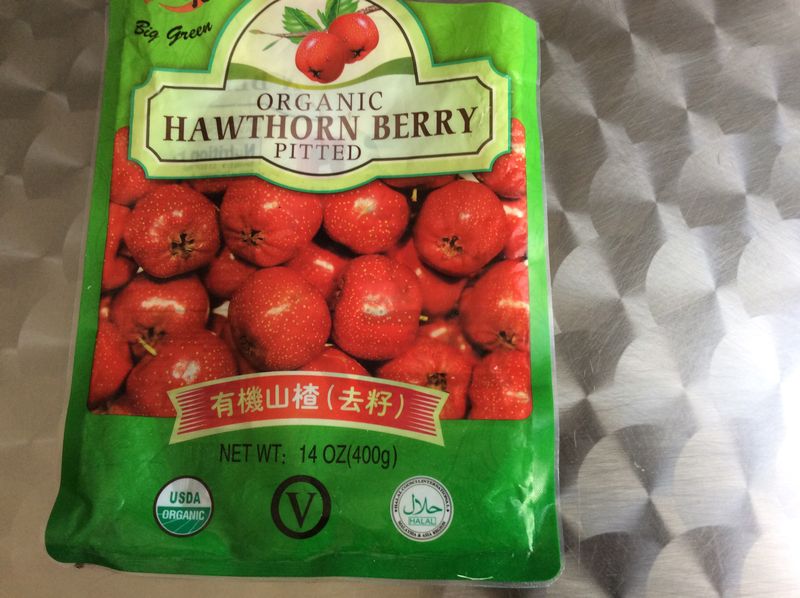 Big Green
ORGANIC
HAWTHORN BERRY
PITTED
有機山楂(去籽)
NET WT: 14 OZ(400g)
USDA
ORGANIC
V
حلال
HALAL